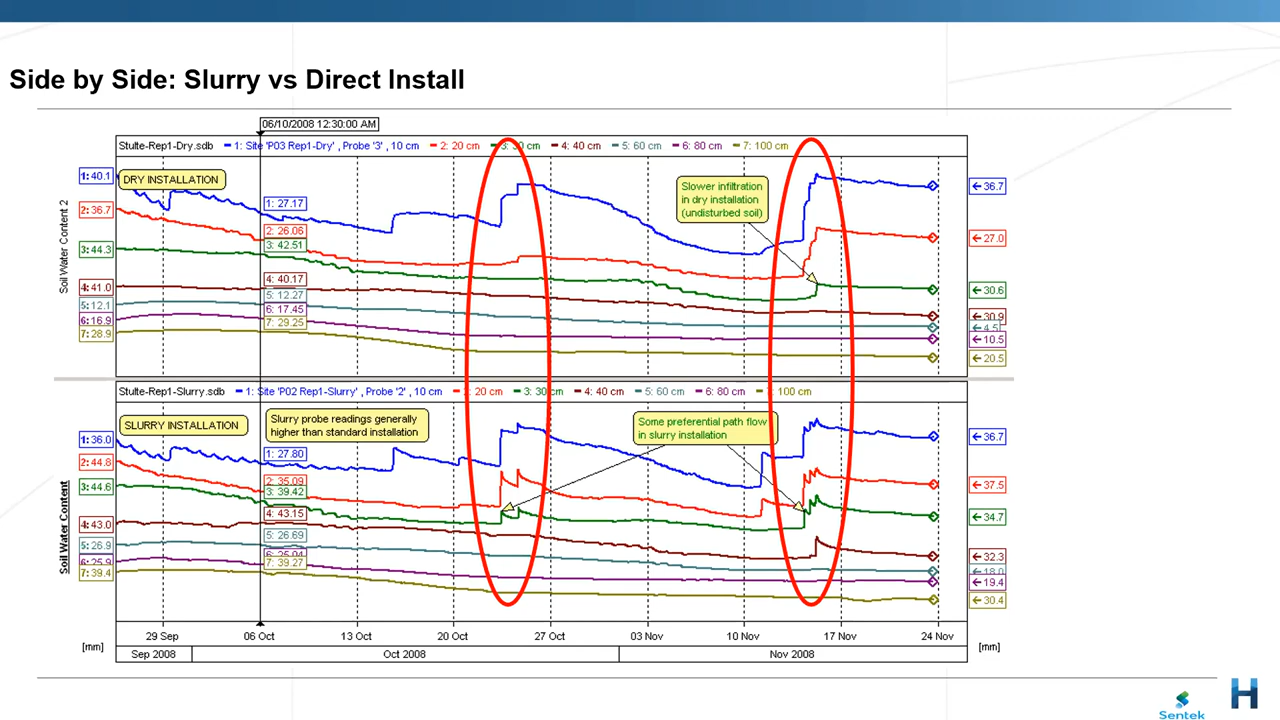 Side by Side: Slurry vs Direct Install
06/10/2008 12:30:00 AM
Stulte-Rep1-Dry.sdb 1: Site 'P03 Rep1-Dry' , Probe '3' , 10 cm 2: 20 cm 3: 30 cm 4: 40 cm 5: 60 cm 6: 80 cm 7: 100 cm
DRY INSTALLATION
Slower infiltration
in dry installation
(undisturbed soil)
Soil Water Content 2
1: 40.1
2: 36.7
3: 44.3
4: 41.0
5: 12.1
6: 16.9
7: 28.9
1: 27.17
2: 26.06
3: 42.51
4: 40.17
5: 12.27
6: 17.45
7: 29.25
36.7
27.0
30.6
30.9
4.5
10.5
20.5
Stulte-Rep1-Slurry.sdb 1: Site 'P02 Rep1-Slurry' , Probe '2' , 10 cm 20 cm 3: 30 cm 4: 40 cm 5: 60 cm 6: 80 cm 100 cm
SLURRY INSTALLATION
Slurry probe readings generally
higher than standard installation
Some preferential path flow
in slurry installation
Soil Water Content
1: 36.0
2: 44.8
3: 44.6
4: 43.0
5: 26.9
6: 25.9
7: 39.4
1: 27.80
2: 35.09
3: 39.42
4: 43.15
5: 26.69
7: 39.27
36.7
37.5
34.7
32.3
18.0
19.4
30.4
29 Sep 06 Oct 13 Oct 20 Oct 27 Oct 03 Nov 10 Nov 17 Nov 24 Nov
[mm] Sep 2008 Oct 2008 Nov 2008 [mm]
Sentek
H